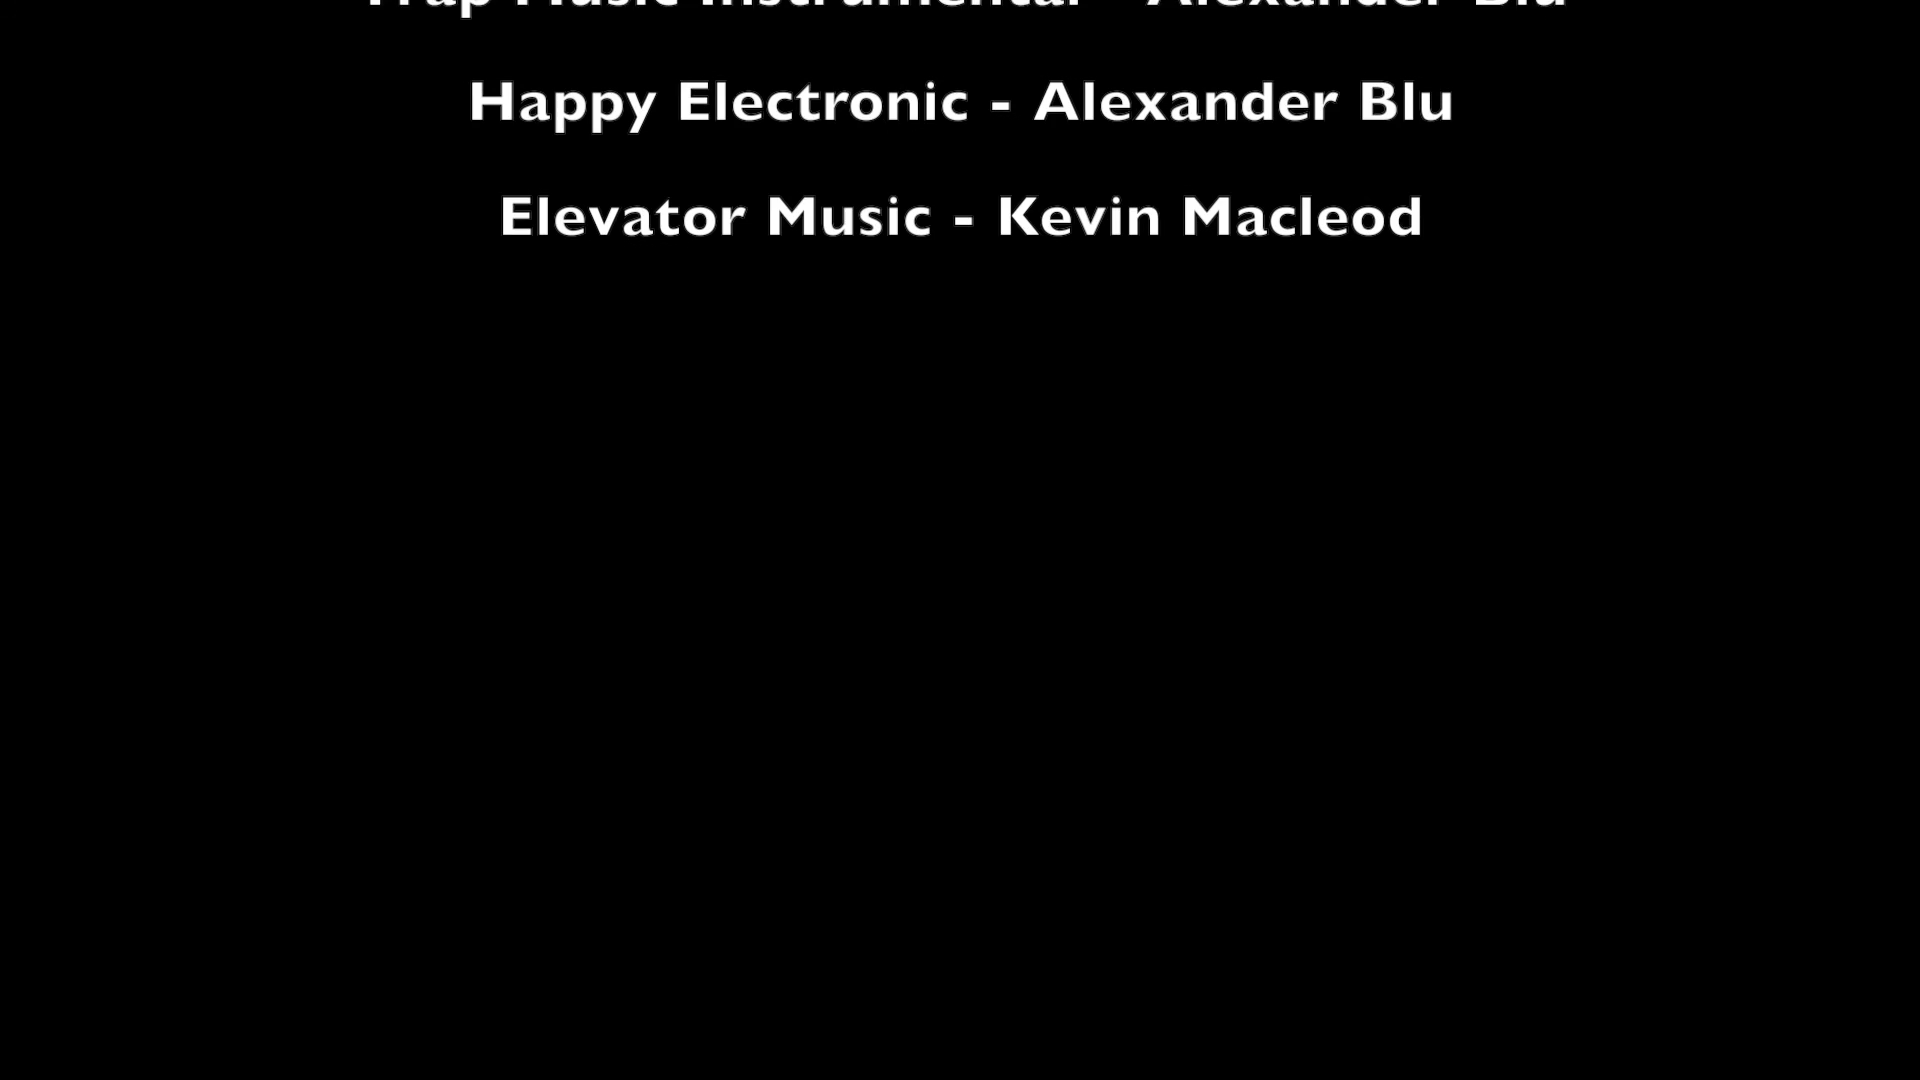 Trap Music Instrumental - Alexander Blu
Happy Electronic - Alexander Blu
Elevator Music - Kevin Macleod